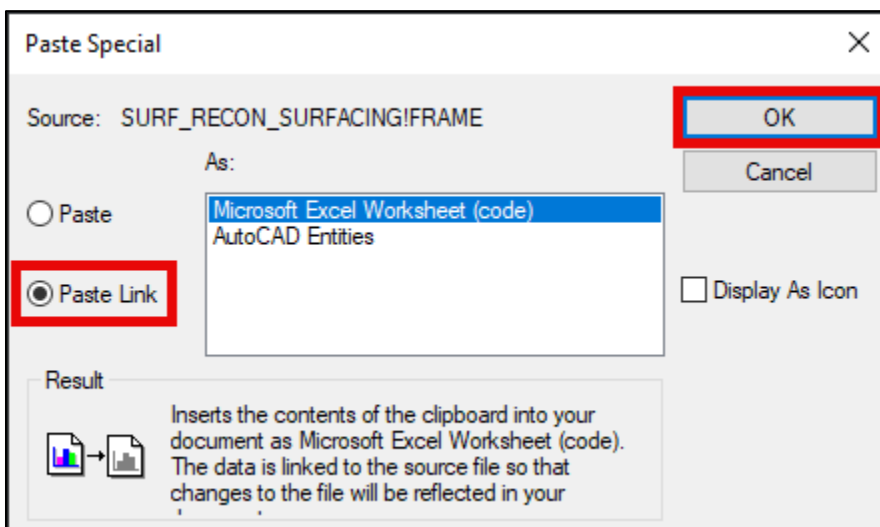 Paste Special
Source: SURF_RECON_SURFACING!FRAME
OK
As:
Cancel
Paste
Microsoft Excel Worksheet (code)
AutoCAD Entities
Paste Link
Display As Icon
Result
Inserts the contents of the clipboard into your
document as Microsoft Excel Worksheet (code).
The data is linked to the source file so that
changes to the file will be reflected in your